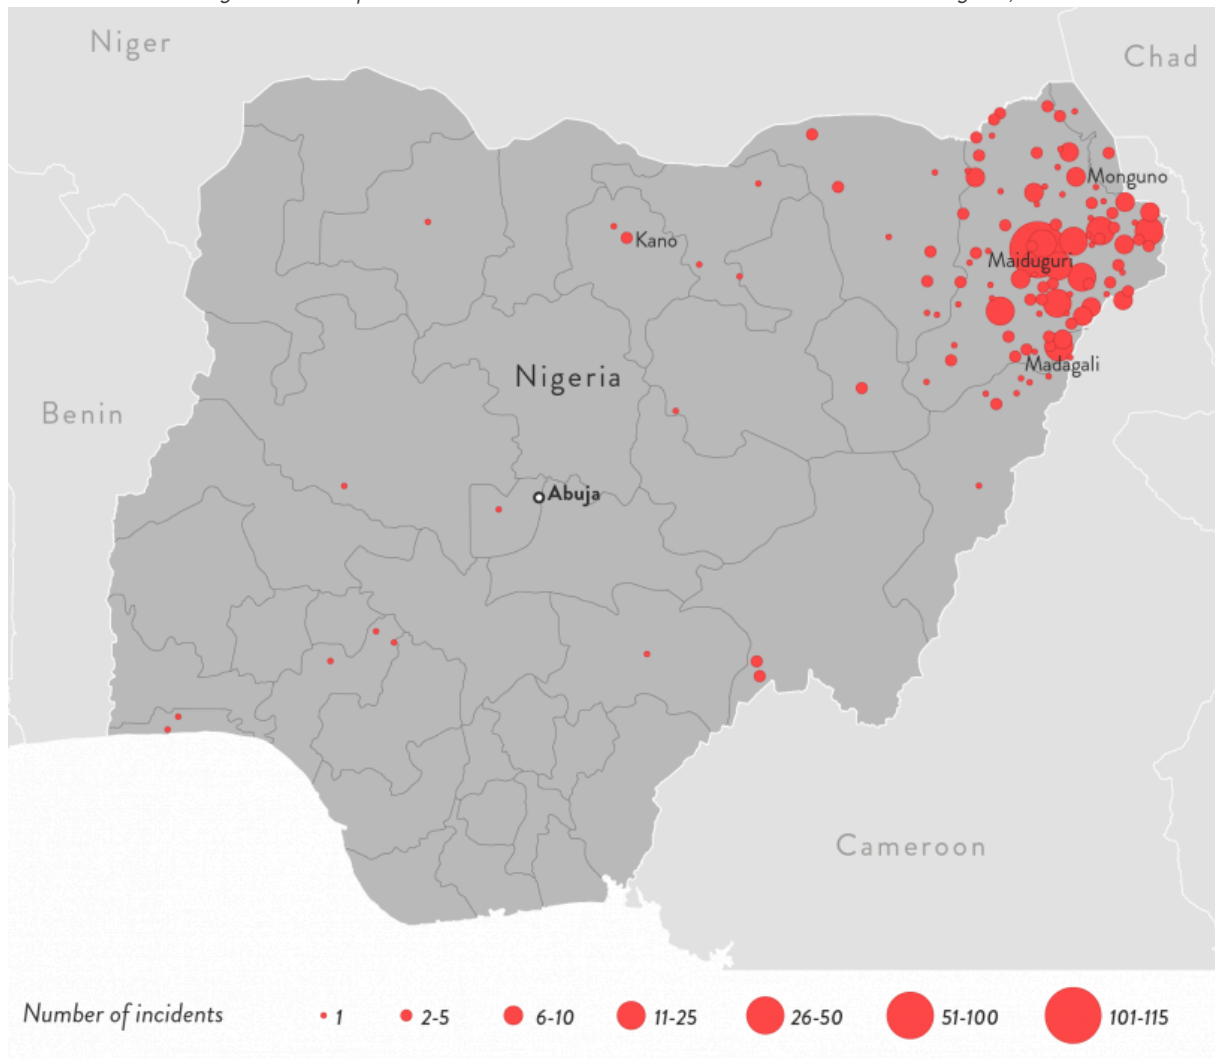 Niger
Chad
Monguno
Kano
Maiduguri
Madagali
Nigeria
Benin
Abuja
Cameroon
Number of incidents
1
2-5
6-10
11-25
26-50
51-100
101-115